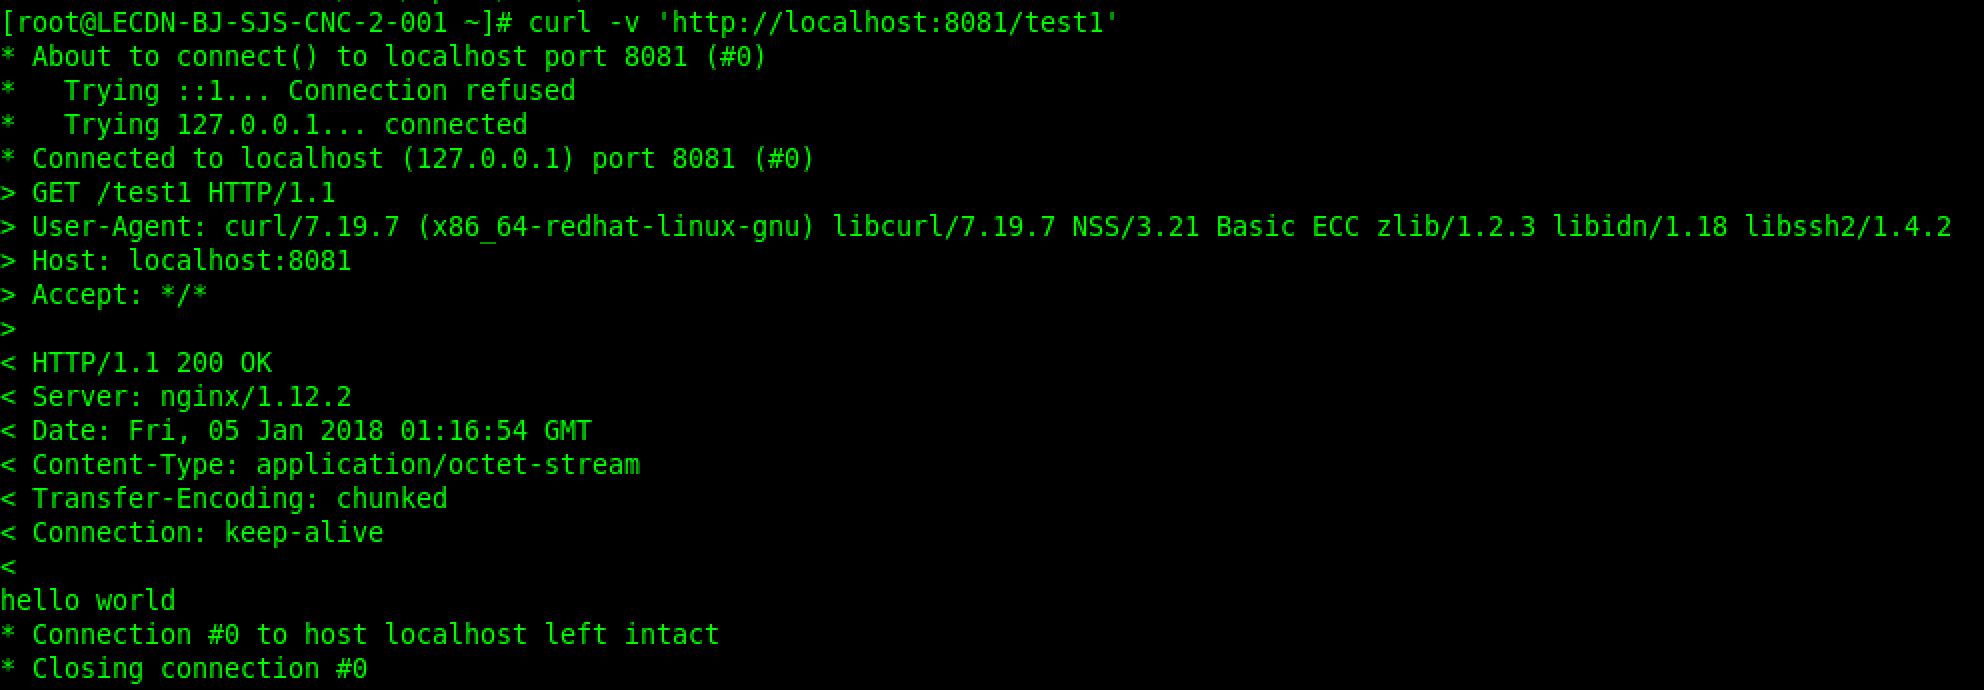 [root@LECDN-BJ-SJS-CNC-2-001 ~]# curl -v 'http://localhost:8081/test1'
* About to connect() to localhost port 8081 (#0)
*   Trying ::1... Connection refused
*   Trying 127.0.0.1... connected
* Connected to localhost (127.0.0.1) port 8081 (#0)
> GET /test1 HTTP/1.1
> User-Agent: curl/7.19.7 (x86_64-redhat-linux-gnu) libcurl/7.19.7 NSS/3.21 Basic ECC zlib/1.2.3 libidn/1.18 libssh2/1.4.2
> Host: localhost:8081
> Accept: */*
>
< HTTP/1.1 200 OK
< Server: nginx/1.12.2
< Date: Fri, 05 Jan 2018 01:16:54 GMT
< Content-Type: application/octet-stream
< Transfer-Encoding: chunked
< Connection: keep-alive
<
hello world
* Connection #0 to host localhost left intact
* Closing connection #0